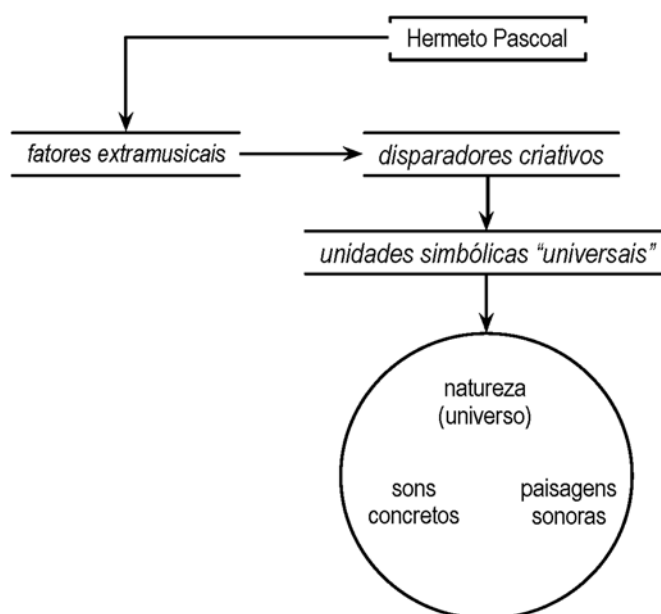 Hermeto Pascoal
fatores extramusicais
disparadores criativos
unidades simbólicas “universais”
natureza
(universo)
sons
concretos
paisagens
sonoras